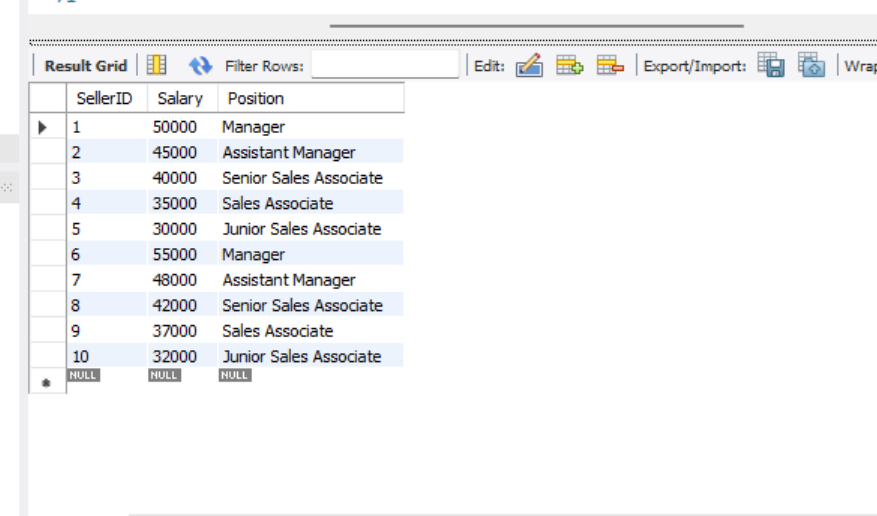 Result Grid Filter Rows: Edit: Export/Import: Wrap
SellerID Salary Position
1 50000 Manager
2 45000 Assistant Manager
3 40000 Senior Sales Associate
4 35000 Sales Associate
5 30000 Junior Sales Associate
6 55000 Manager
7 48000 Assistant Manager
8 42000 Senior Sales Associate
9 37000 Sales Associate
10 32000 Junior Sales Associate
NULL NULL NULL